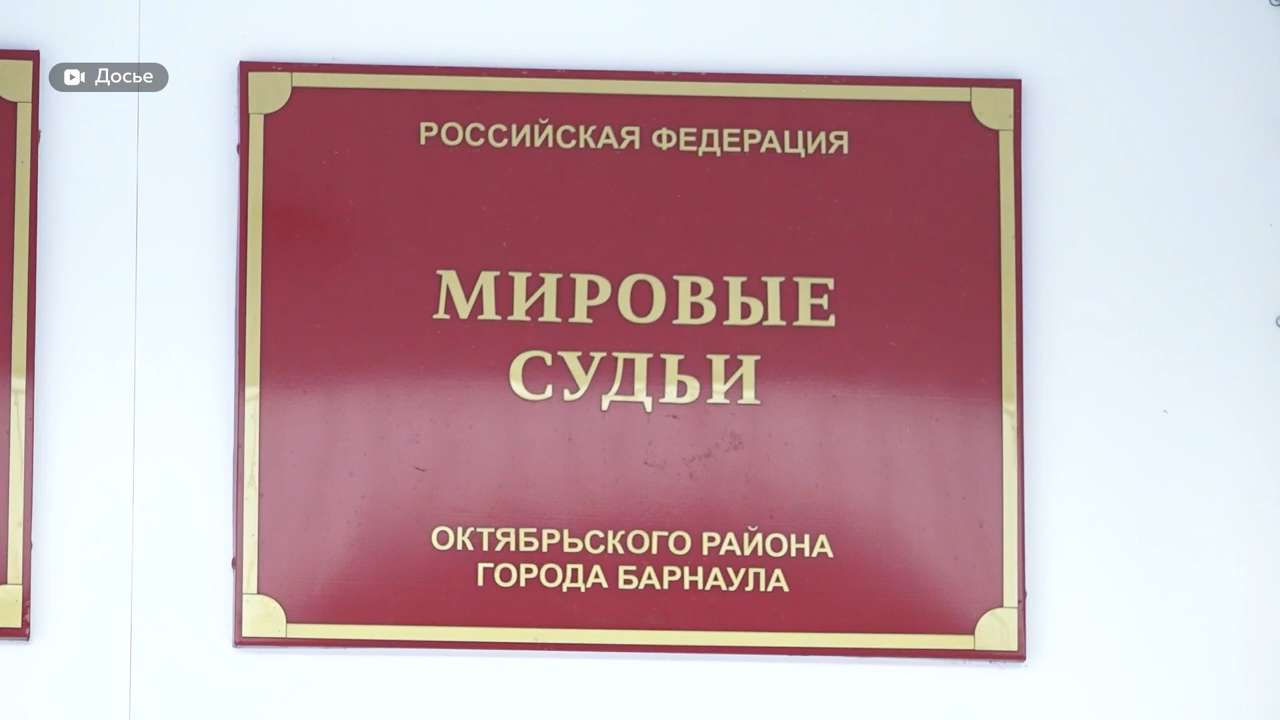 Досье
РОССИЙСКАЯ ФЕДЕРАЦИЯ
МИРОВЫЕ
СУДЬИ
ОКТЯБРЬСКОГО РАЙОНА
ГОРОДА БАРНАУЛА